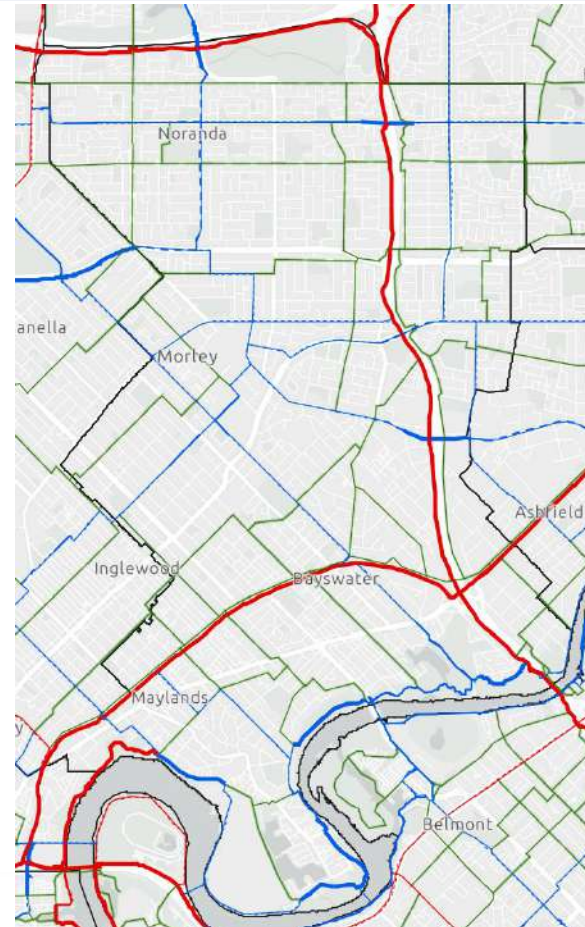 Noranda
anella
Morley
Ashfield
Inglewood
Bayswater
Maylands
y
Belmont